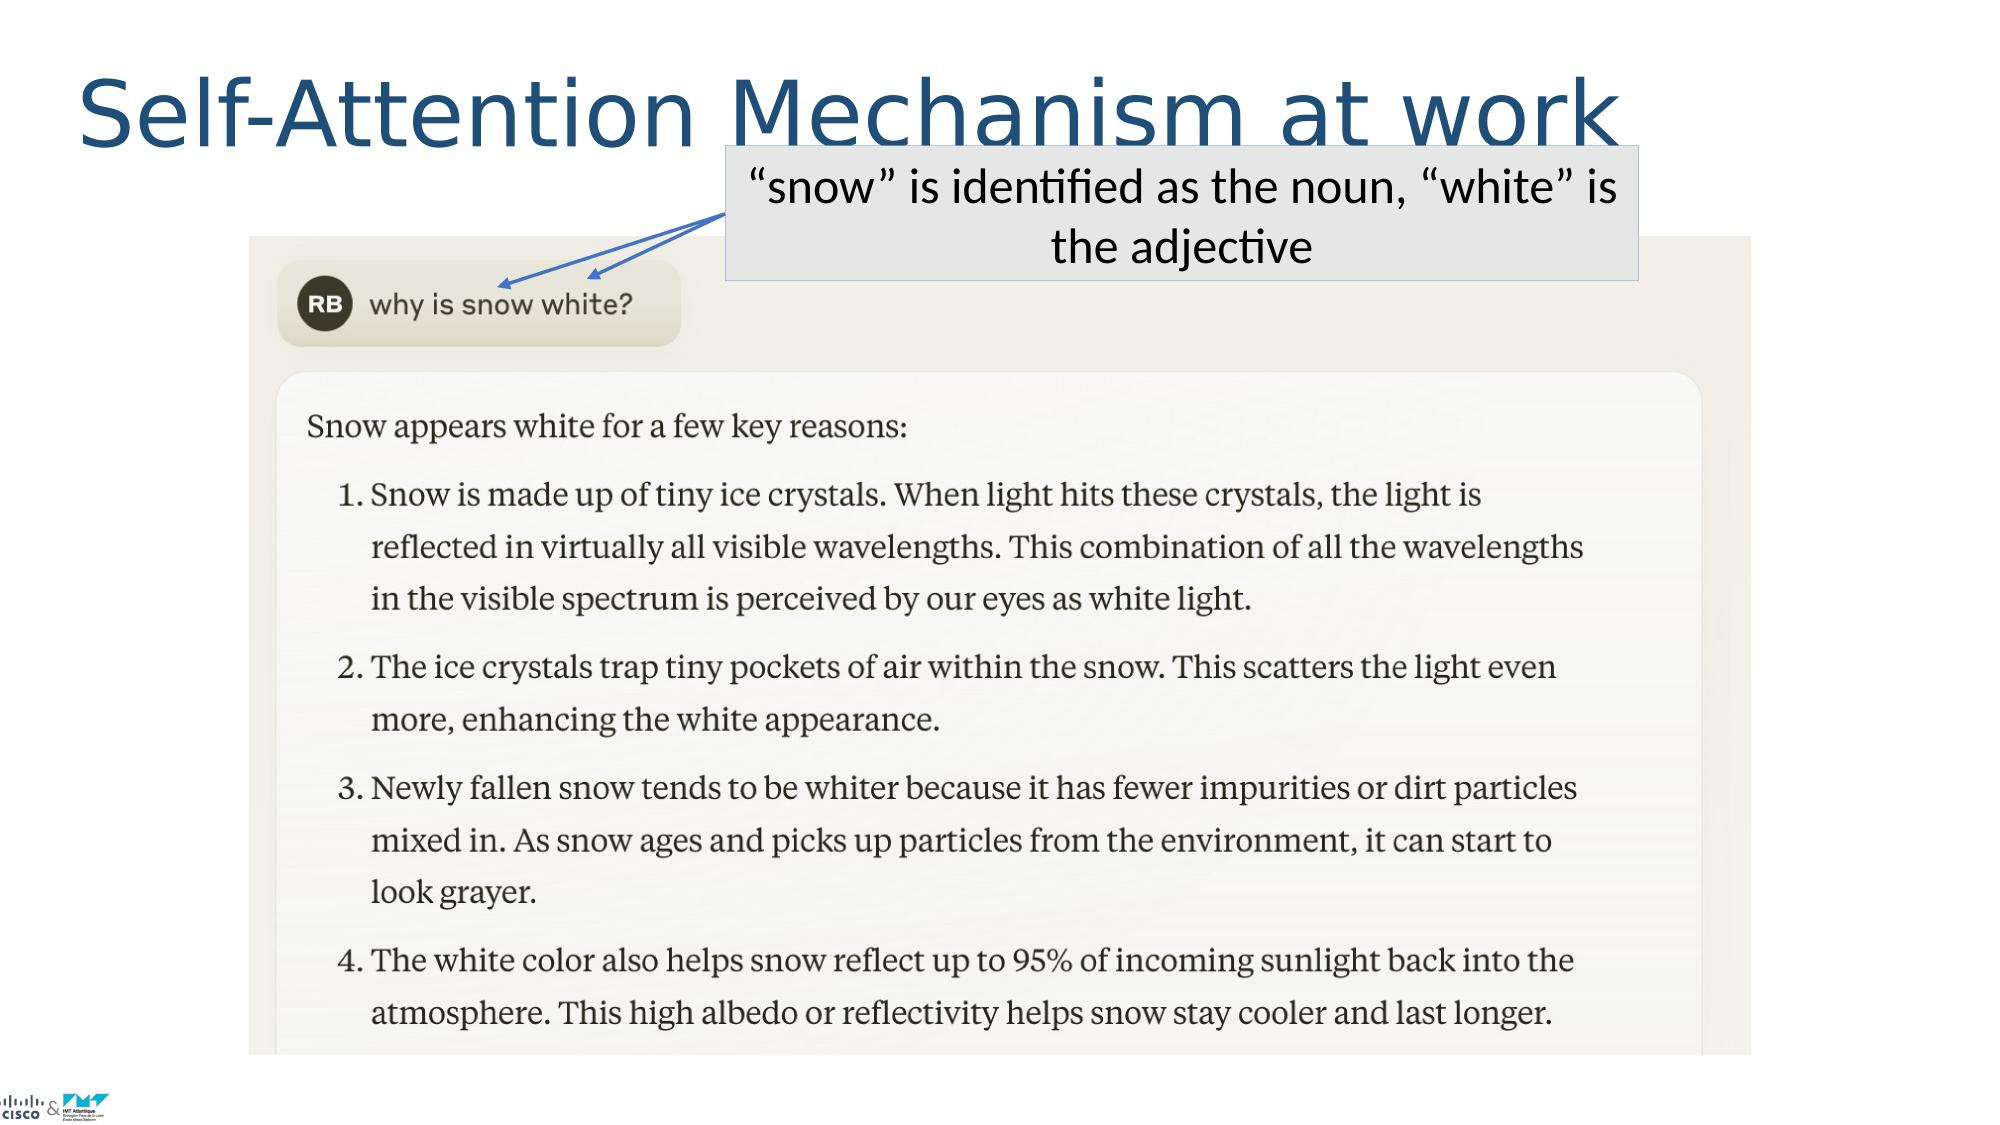 Self-Attention Mechanism at work
“snow” is identified as the noun, “white” is
the adjective
RB why is snow white?
Snow appears white for a few key reasons:
1. Snow is made up of tiny ice crystals. When light hits these crystals, the light is
reflected in virtually all visible wavelengths. This combination of all the wavelengths
in the visible spectrum is perceived by our eyes as white light.
2. The ice crystals trap tiny pockets of air within the snow. This scatters the light even
more, enhancing the white appearance.
3. Newly fallen snow tends to be whiter because it has fewer impurities or dirt particles
mixed in. As snow ages and picks up particles from the environment, it can start to
look grayer.
4. The white color also helps snow reflect up to 95% of incoming sunlight back into the
atmosphere. This high albedo or reflectivity helps snow stay cooler and last longer.
CISCO &
IMT Atlantique